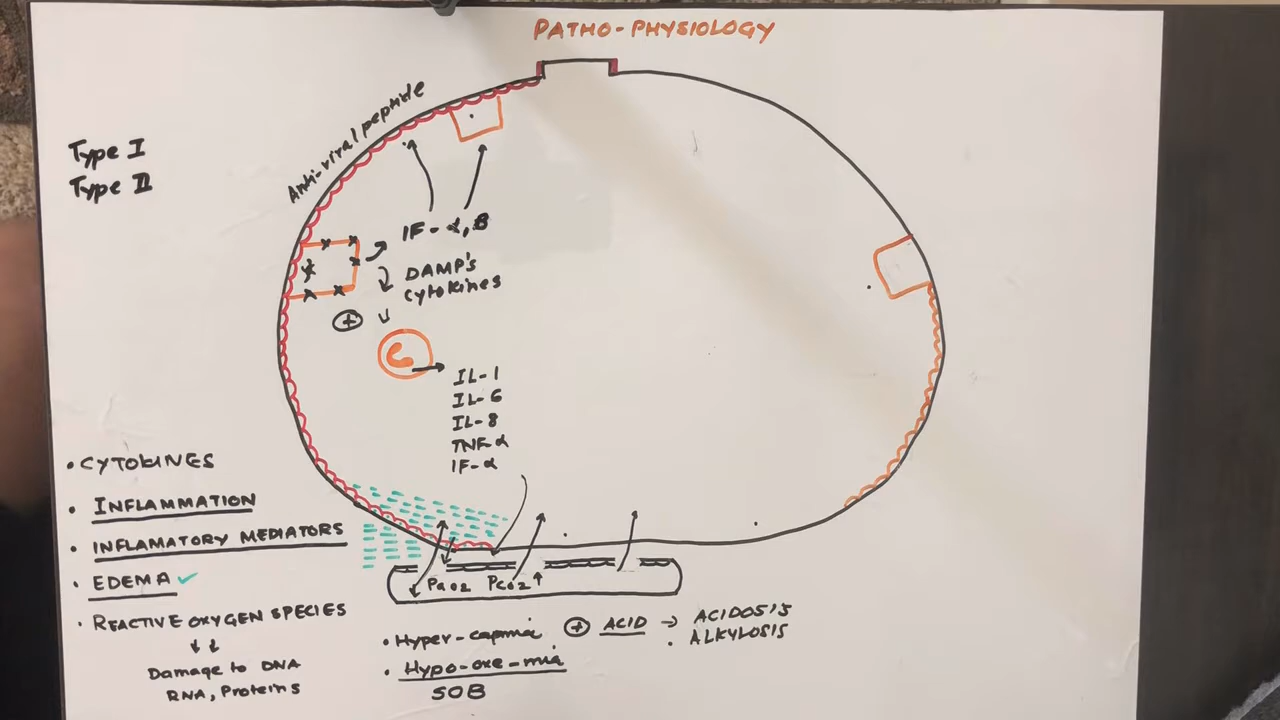 PATHO-PHYSIOLOGY
Anti-viral peptide
Type I
Type II
IF-α,B
DAMP's
Cytokines
+
IL-1
IL-6
IL-8
TNF-α
IF-α
• CYTOKINES
• INFLAMMATION
• INFLAMATORY MEDIATORS
• EDEMA ✓
• REACTIVE OXYGEN SPECIES
↓ ↓
Damage to DNA
RNA, Proteins
↓ PaO2 PCO2↑
• Hyper-capmia + ACID → ACIDOSIS
• ALKYLOSIS
• Hypo-oxe-mia
SOB